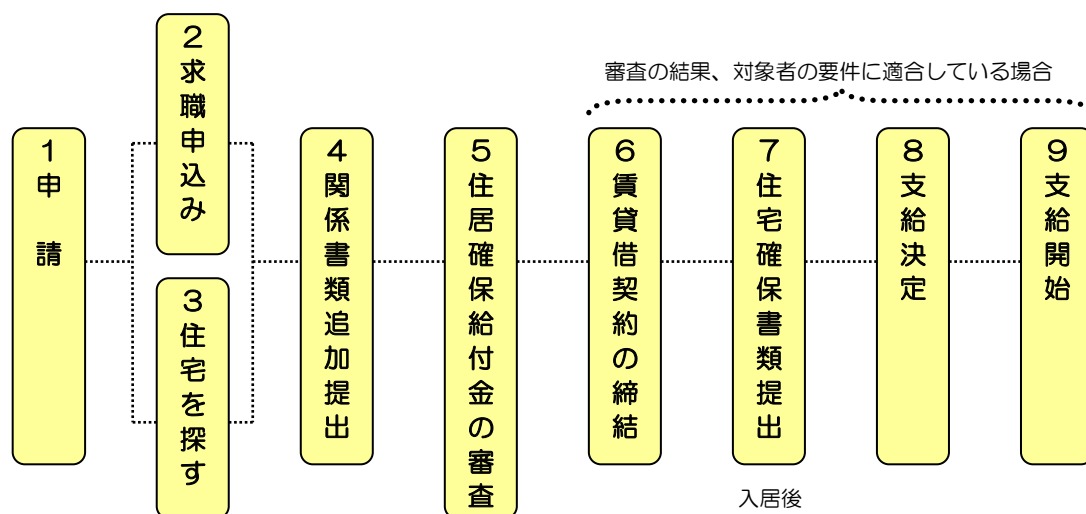 審査の結果、対象者の要件に適合している場合
1申 請
2求職申込み
3住宅を探す
4関係書類追加提出
5住居確保給付金の審査
6賃貸借契約の締結
7住宅確保書類提出
8支給決定
9支給開始
入居後